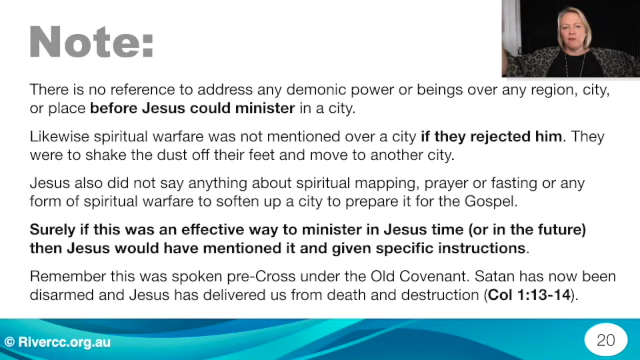 Note:
There is no reference to address any demonic power or beings over any region, city,
or place before Jesus could minister in a city.
Likewise spiritual warfare was not mentioned over a city if they rejected him. They
were to shake the dust off their feet and move to another city.
Jesus also did not say anything about spiritual mapping, prayer or fasting or any
form of spiritual warfare to soften up a city to prepare it for the Gospel.
Surely if this was an effective way to minister in Jesus time (or in the future)
then Jesus would have mentioned it and given specific instructions.
Remember this was spoken pre-Cross under the Old Covenant. Satan has now been
disarmed and Jesus has delivered us from death and destruction (Col 1:13-14).
© Rivercc.org.au
20